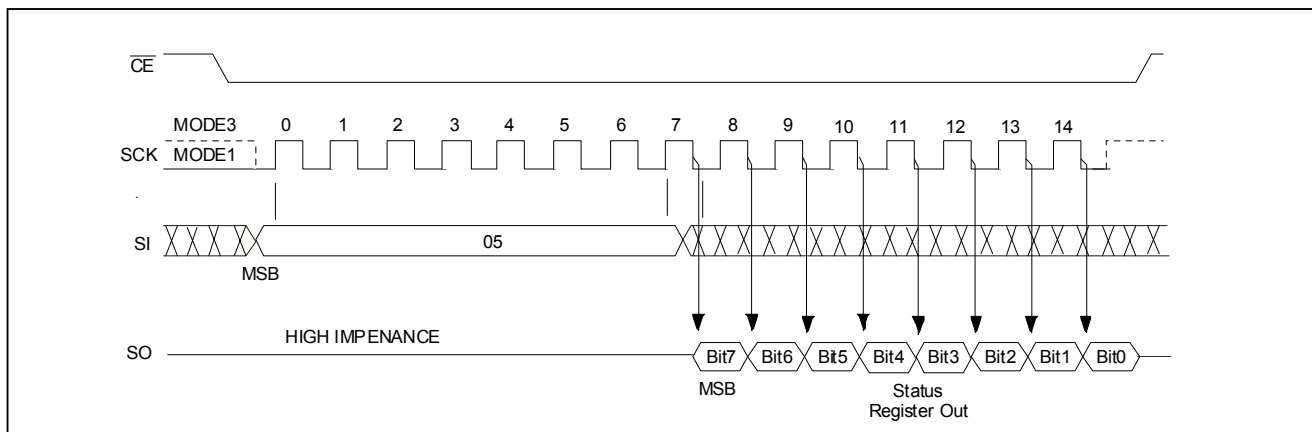 CE
MODE3 0 1 2 3 4 5 6 7 8 9 10 11 12 13 14
SCK MODE1
SI 05
MSB
HIGH IMPENANCE
SO Bit7 Bit6 Bit5 Bit4 Bit3 Bit2 Bit1 Bit0
MSB Status
Register Out